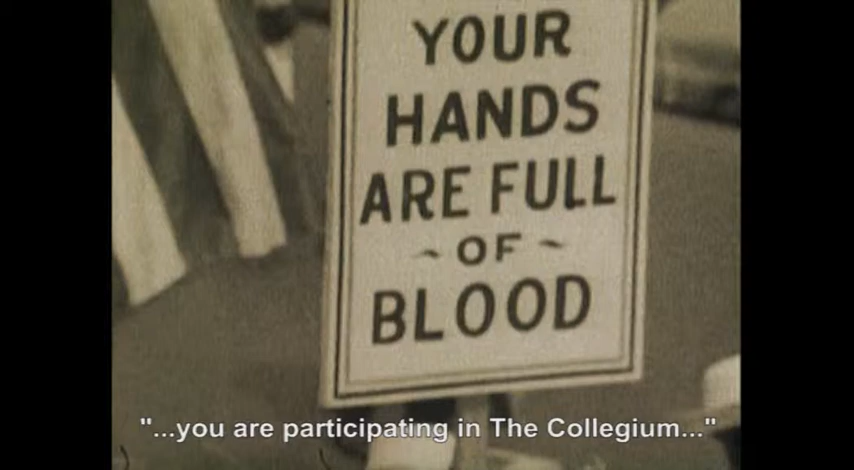 YOUR
HANDS
ARE FULL
~ OF ~
BLOOD
"...you are participating in The Collegium..."